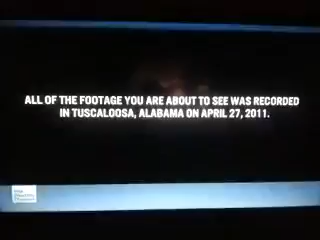 ALL OF THE FOOTAGE YOU ARE ABOUT TO SEE WAS RECORDED
IN TUSCALOOSA, ALABAMA ON APRIL 27, 2011.